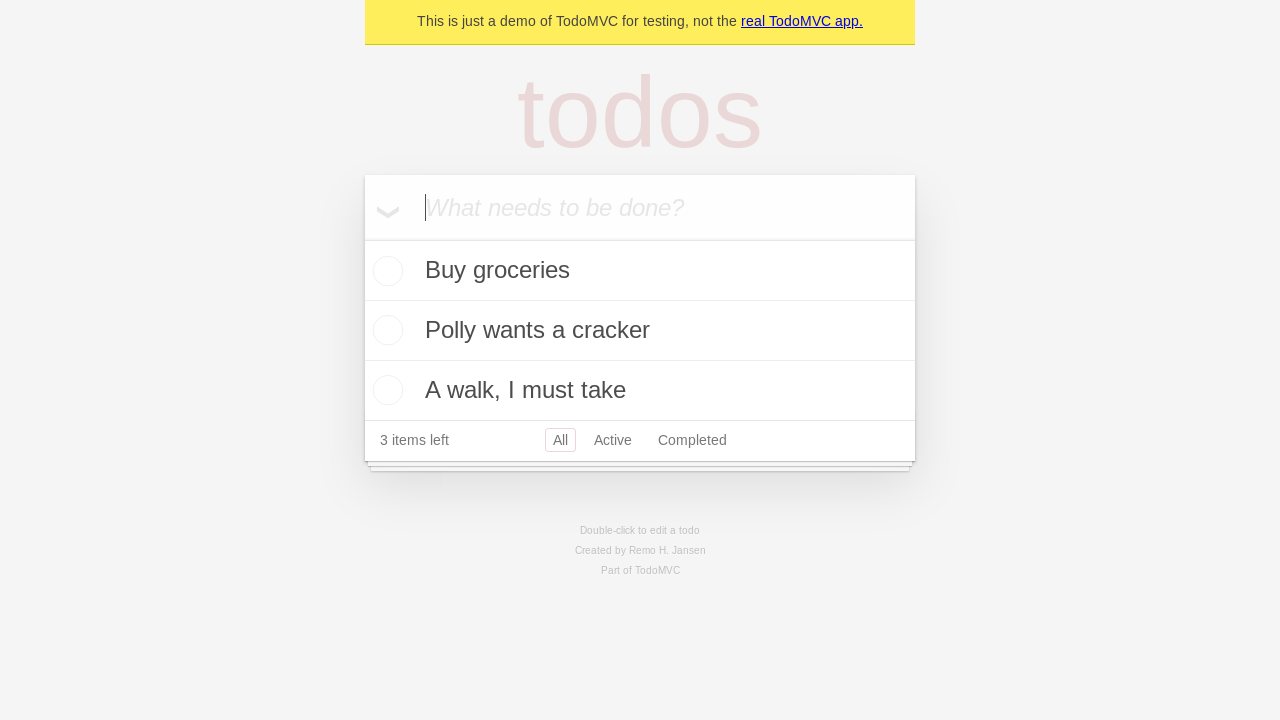 This is just a demo of TodoMVC for testing, not the real TodoMVC app.
todos
What needs to be done?
Buy groceries
Polly wants a cracker
A walk, I must take
3 items left All Active Completed
Double-click to edit a todo
Created by Remo H. Jansen
Part of TodoMVC